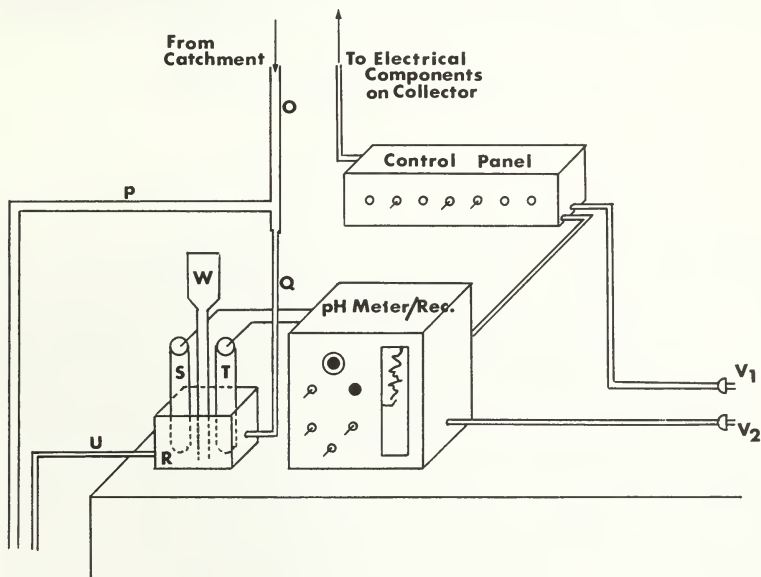 From
Catchment
To Electrical
Components
on Collector
O
Control Panel
P
W
Q
pH Meter/Rec.
S
T
V1
U
V2
R